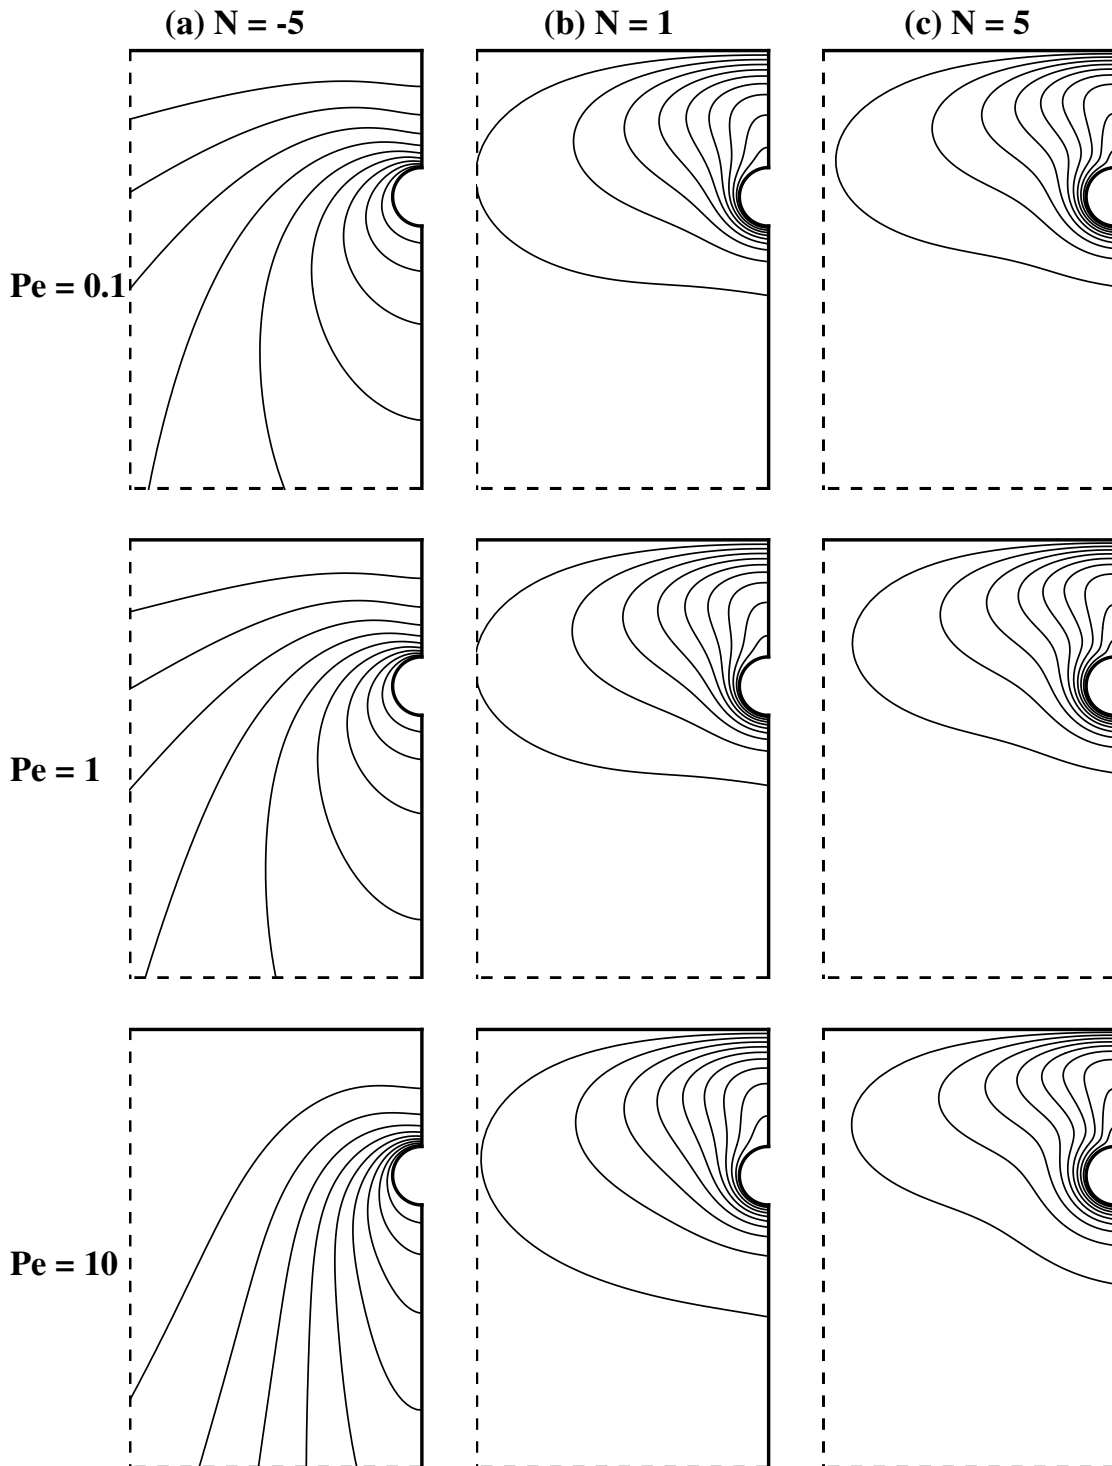 (a) N = -5
(b) N = 1
(c) N = 5
Pe = 0.1
Pe = 1
Pe = 10